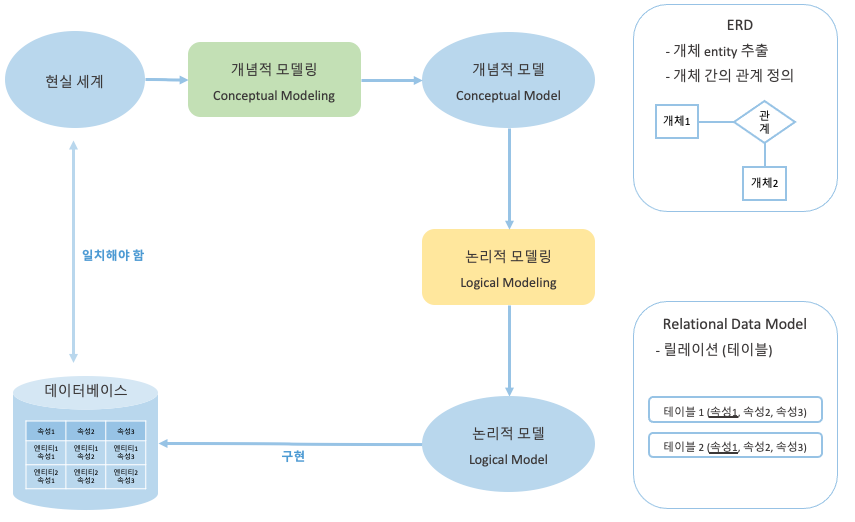 현실 세계
개념적 모델링
Conceptual Modeling
개념적 모델
Conceptual Model
ERD
- 개체 entity 추출
- 개체 간의 관계 정의
개체1
관
계
개체2
일치해야 함
논리적 모델링
Logical Modeling
Relational Data Model
- 릴레이션 (테이블)
테이블 1 (속성1, 속성2, 속성3)
테이블 2 (속성1, 속성2, 속성3)
데이터베이스
속성1 속성2 속성3
엔티티1 엔티티1 엔티티1
속성1 속성2 속성3
엔티티2 엔티티2 엔티티2
속성1 속성2 속성3
구현
논리적 모델
Logical Model